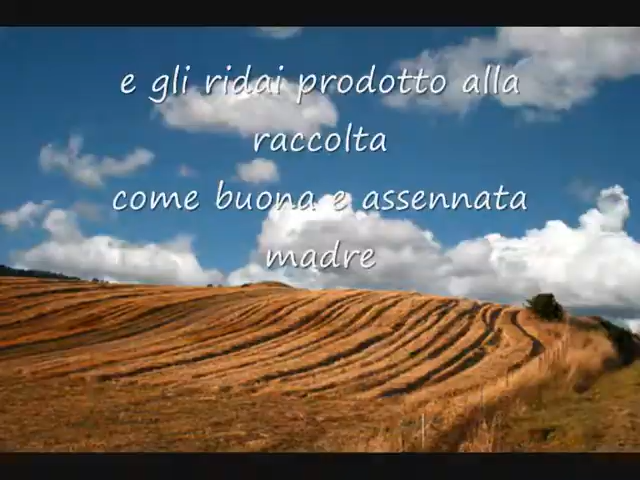 e gli ridai prodotto alla
raccolta
come buona e assennata
madre